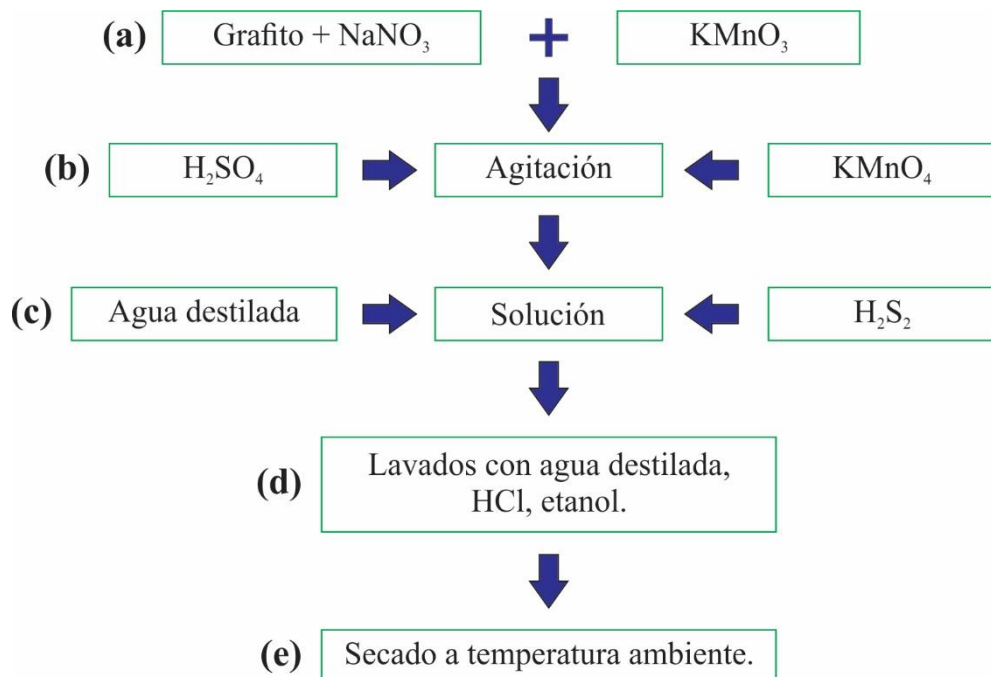 (a) Grafito + NaNO₃ + KMnO₃
(b) H₂SO₄ Agitación KMnO₄
(c) Agua destilada Solución H₂S₂
(d) Lavados con agua destilada,
HCl, etanol.
(e) Secado a temperatura ambiente.